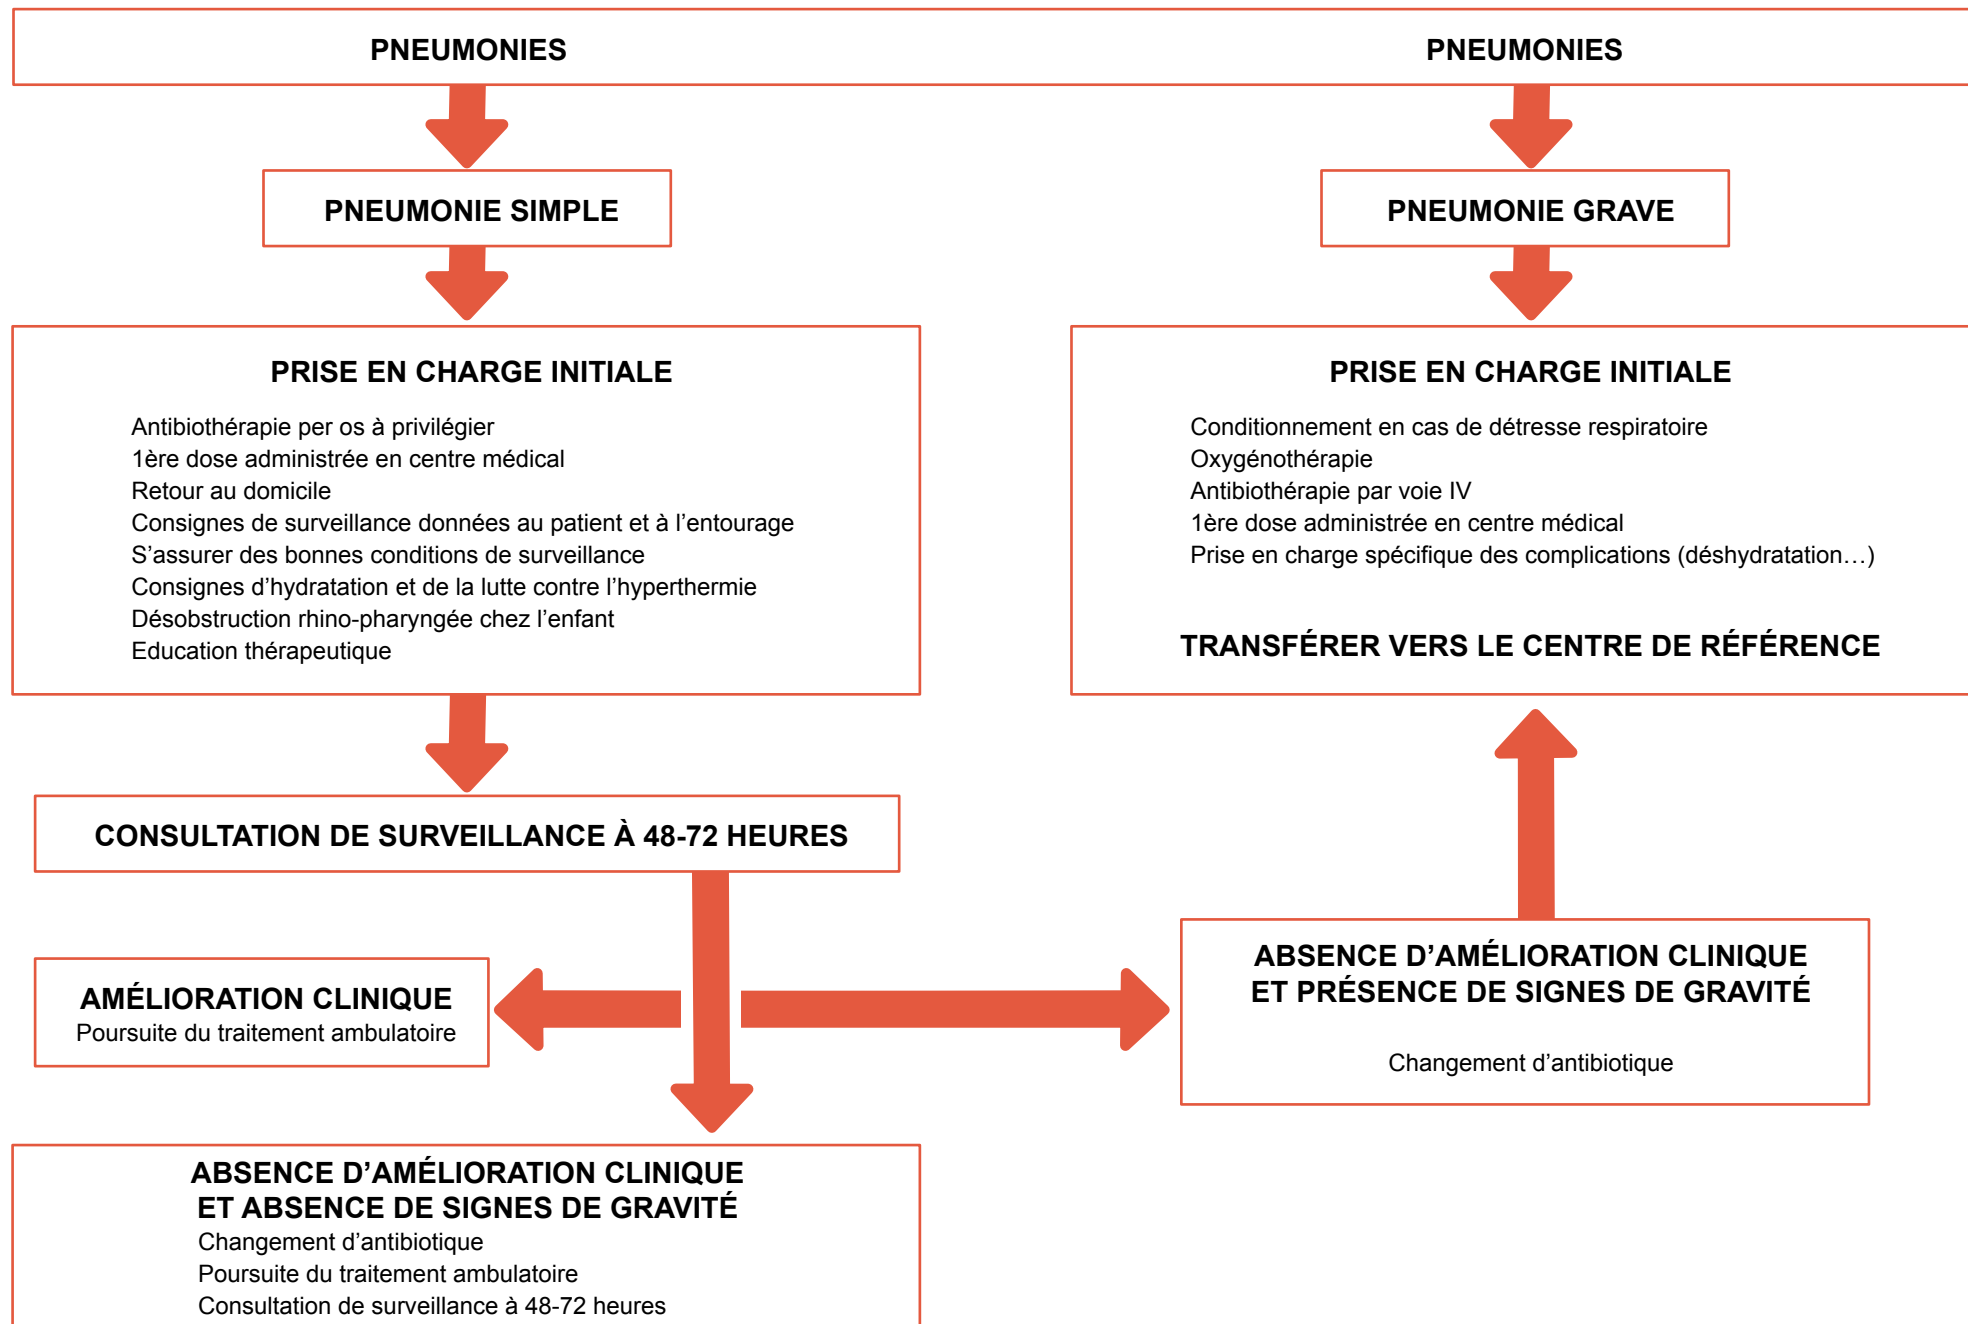 PNEUMONIES
PNEUMONIES
PNEUMONIE SIMPLE
PNEUMONIE GRAVE
PRISE EN CHARGE INITIALE
Antibiothérapie per os à privilégier
1ère dose administrée en centre médical
Retour au domicile
Consignes de surveillance données au patient et à l’entourage
S’assurer des bonnes conditions de surveillance
Consignes d’hydratation et de la lutte contre l’hyperthermie
Désobstruction rhino-pharyngée chez l’enfant
Education thérapeutique
PRISE EN CHARGE INITIALE
Conditionnement en cas de détresse respiratoire
Oxygénothérapie
Antibiothérapie par voie IV
1ère dose administrée en centre médical
Prise en charge spécifique des complications (déshydratation…)
TRANSFÉRER VERS LE CENTRE DE RÉFÉRENCE
CONSULTATION DE SURVEILLANCE À 48-72 HEURES
AMÉLIORATION CLINIQUE
Poursuite du traitement ambulatoire
ABSENCE D’AMÉLIORATION CLINIQUE
ET PRÉSENCE DE SIGNES DE GRAVITÉ
Changement d’antibiotique
ABSENCE D’AMÉLIORATION CLINIQUE
ET ABSENCE DE SIGNES DE GRAVITÉ
Changement d’antibiotique
Poursuite du traitement ambulatoire
Consultation de surveillance à 48-72 heures